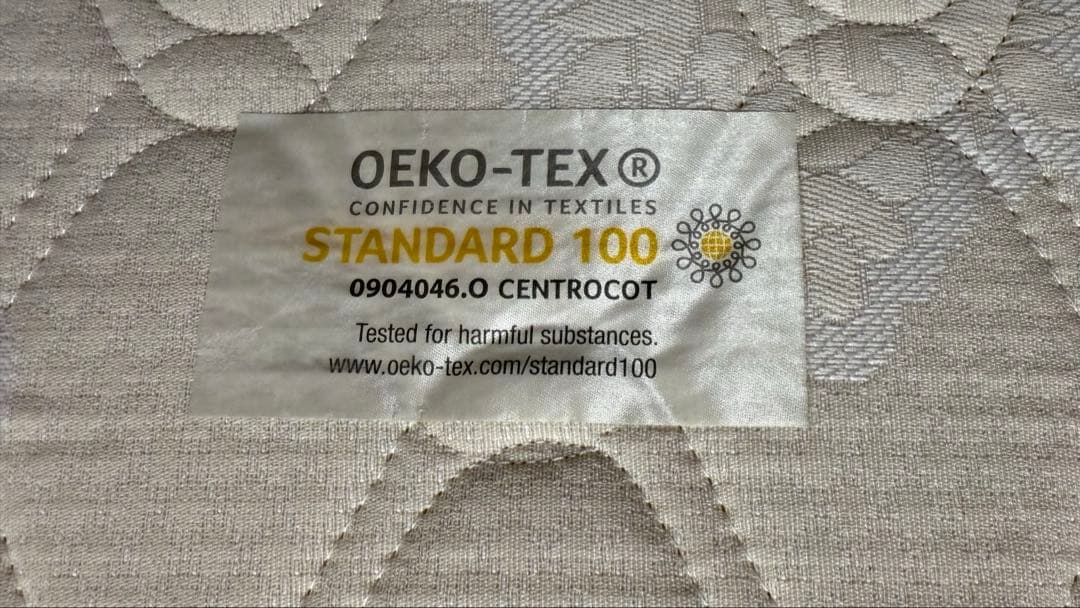 OEKO-TEX®
CONFIDENCE IN TEXTILES
STANDARD 100
0904046.O CENTROCOT
Tested for harmful substances.
www.oeko-tex.com/standard100